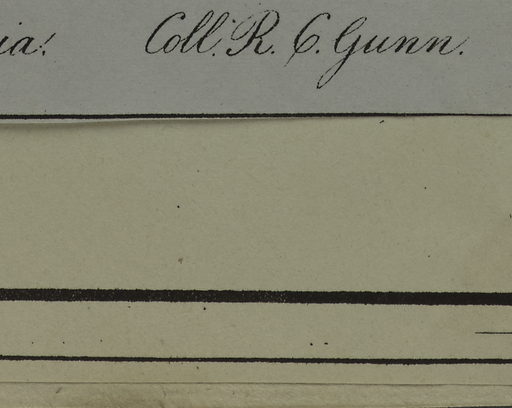 ia. Coll. R. C. Gunn.